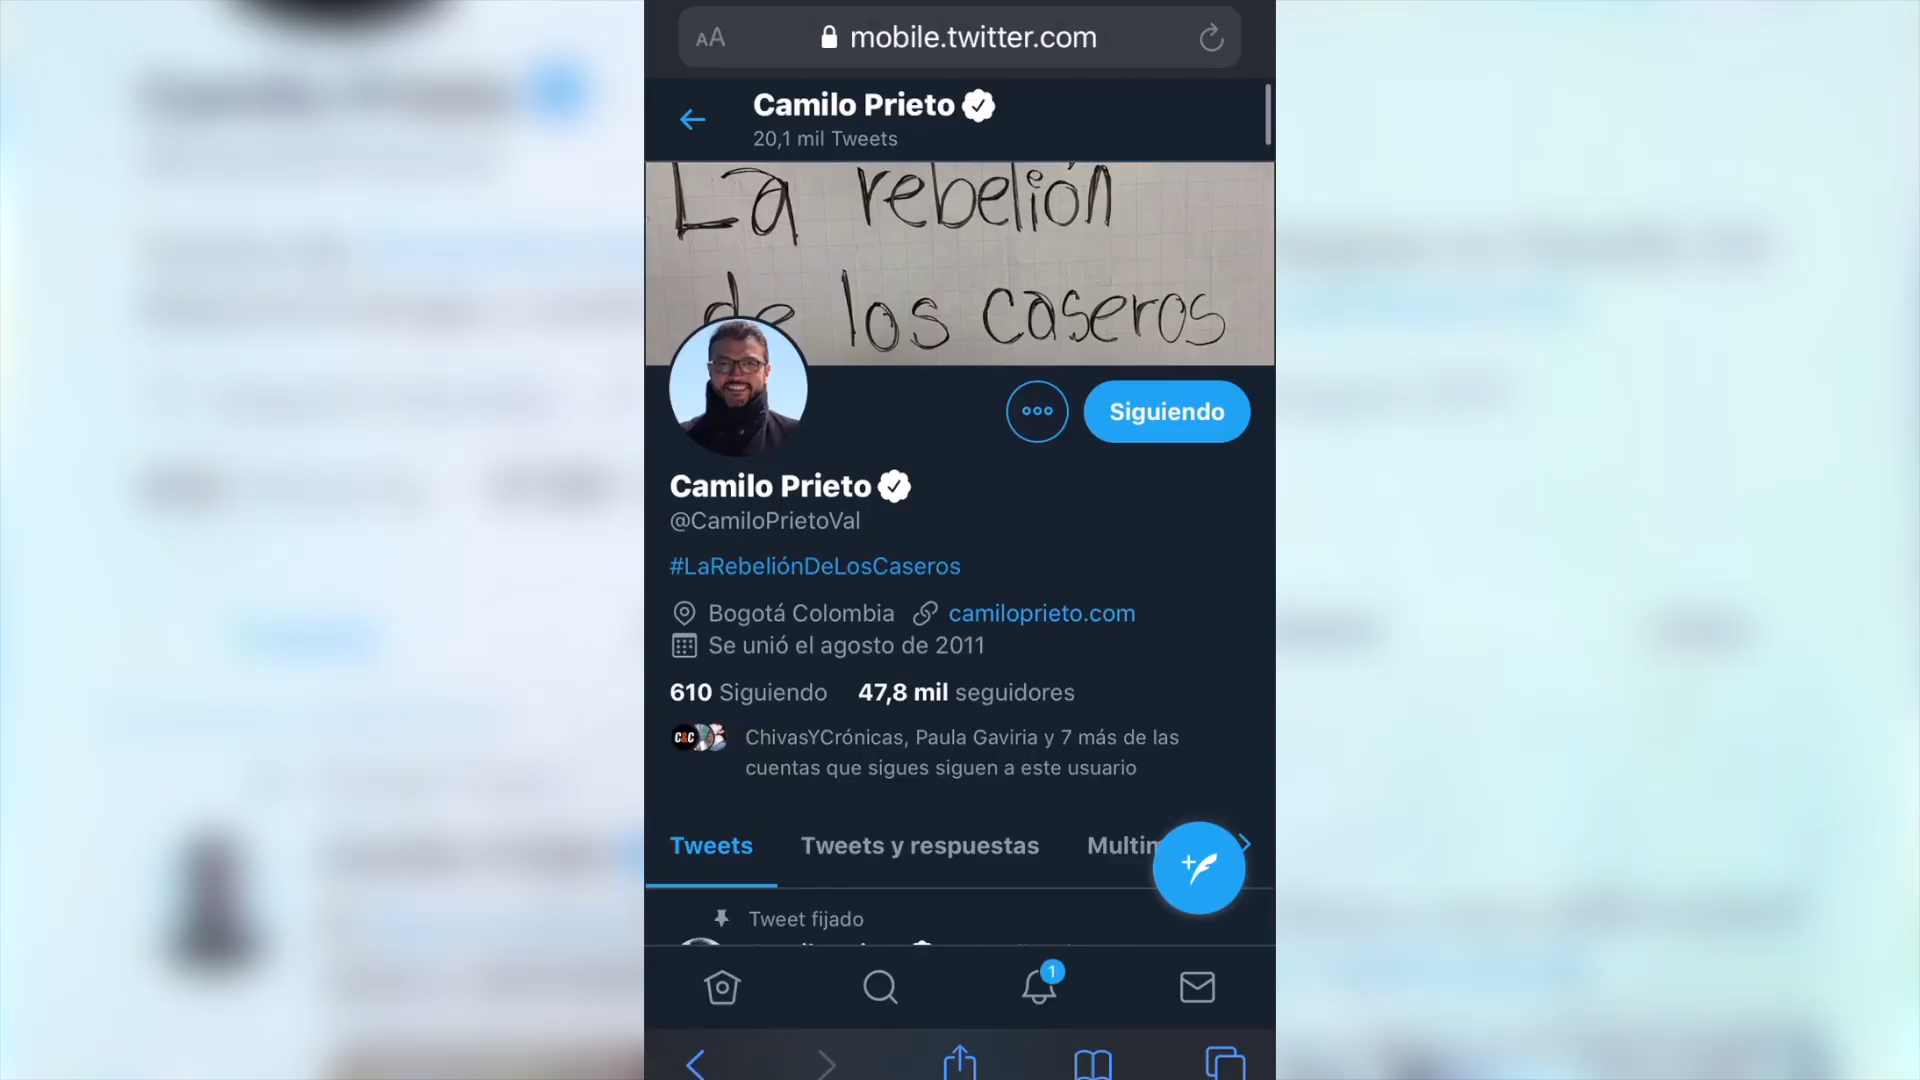 AA mobile.twitter.com
Camilo Prieto
20,1 mil Tweets
La rebelión
de los caseros
Siguiendo
Camilo Prieto
@CamiloPrietoVal
#LaRebeliónDeLosCaseros
Bogotá Colombia camiloprieto.com
Se unió el agosto de 2011
610 Siguiendo 47,8 mil seguidores
C&C
ChivasYCrónicas, Paula Gaviria y 7 más de las
cuentas que sigues siguen a este usuario
Tweets Tweets y respuestas Multim
Tweet fijado
1